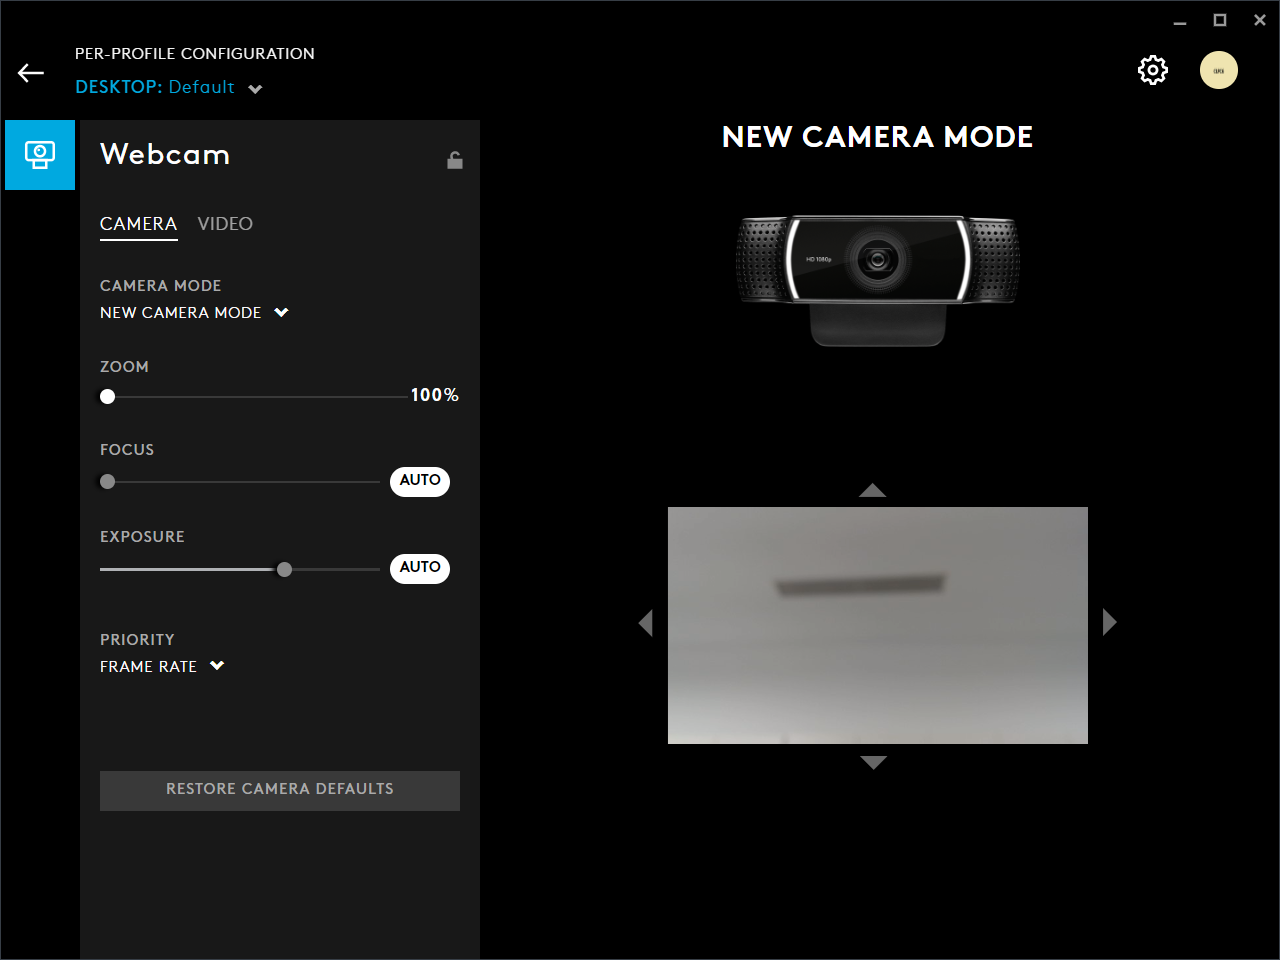 PER-PROFILE CONFIGURATION
DESKTOP: Default
Webcam
CAMERA VIDEO
CAMERA MODE
NEW CAMERA MODE
ZOOM
100%
FOCUS
AUTO
EXPOSURE
AUTO
PRIORITY
FRAME RATE
RESTORE CAMERA DEFAULTS
NEW CAMERA MODE
HD 1080p